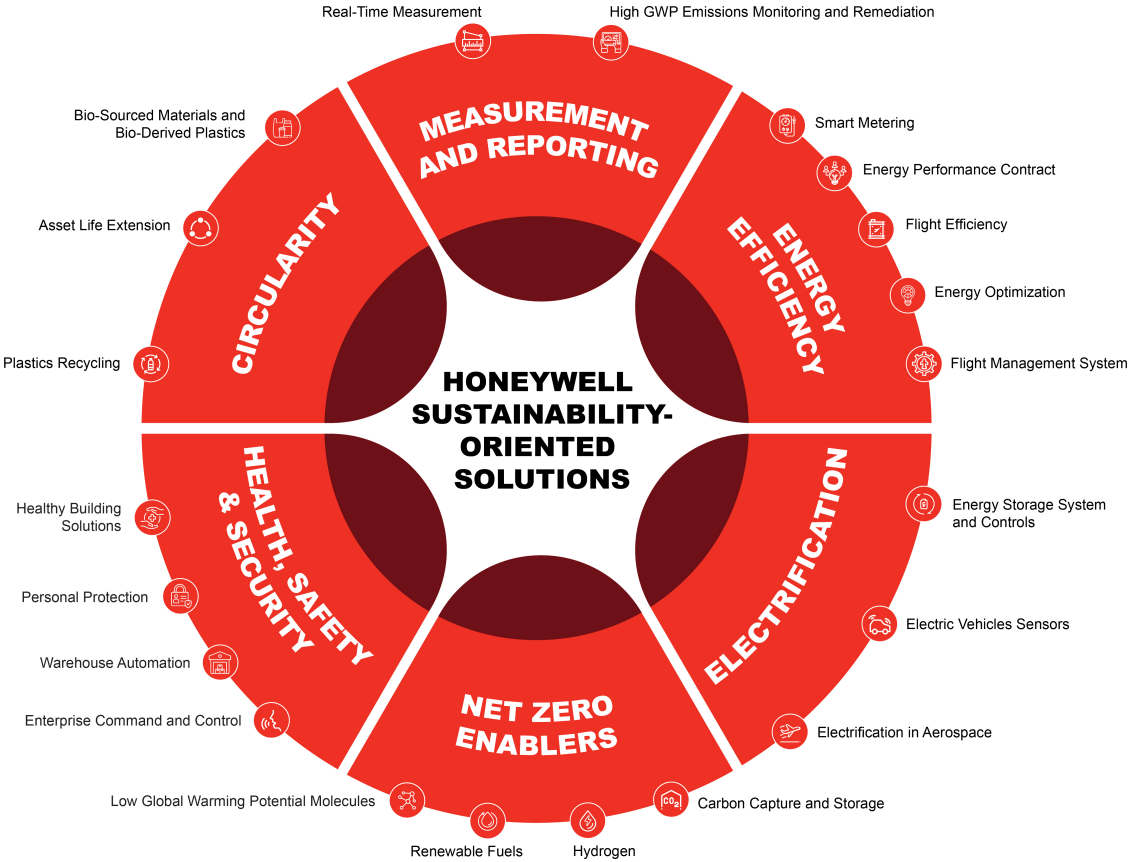 Real-Time Measurement
High GWP Emissions Monitoring and Remediation
MEASUREMENT
AND REPORTING
Smart Metering
Energy Performance Contract
Flight Efficiency
Energy Optimization
Flight Management System
ENERGY
EFFICIENCY
Bio-Sourced Materials and
Bio-Derived Plastics
Asset Life Extension
Plastics Recycling
CIRCULARITY
HONEYWELL
SUSTAINABILITY-
ORIENTED
SOLUTIONS
Healthy Building
Solutions
Personal Protection
Warehouse Automation
Enterprise Command and Control
HEALTH, SAFETY
& SECURITY
ELECTRIFICATION
Energy Storage System
and Controls
Electric Vehicles Sensors
Electrification in Aerospace
NET ZERO
ENABLERS
Low Global Warming Potential Molecules
Renewable Fuels
Hydrogen
CO2
Carbon Capture and Storage